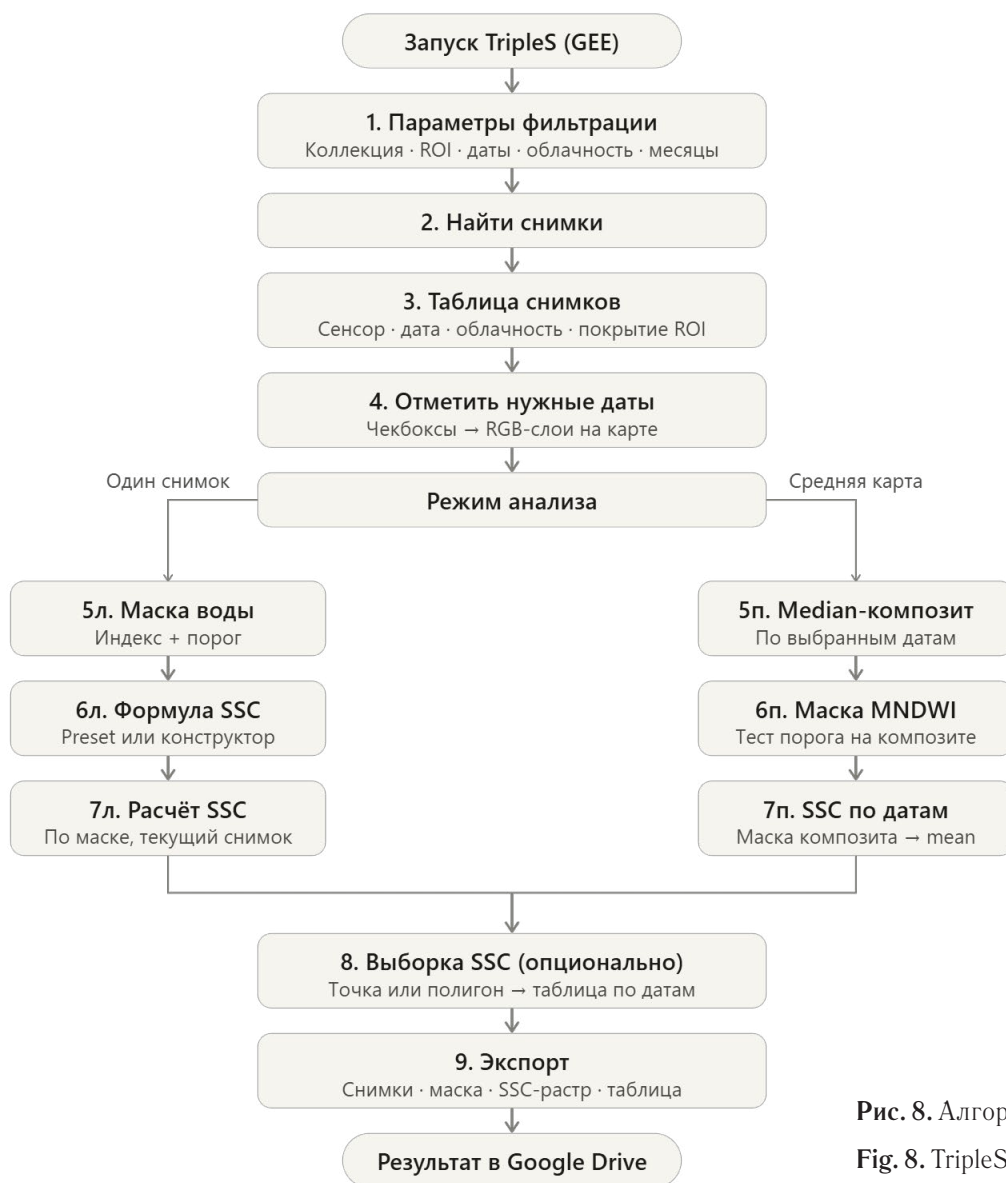 Запуск TripleS (GEE)
1. Параметры фильтрации
Коллекция · ROI · даты · облачность · месяцы
2. Найти снимки
3. Таблица снимков
Сенсор · дата · облачность · покрытие ROI
4. Отметить нужные даты
Чекбоксы → RGB-слои на карте
Один снимок
Режим анализа
Средняя карта
5л. Маска воды
Индекс + порог
6л. Формула SSC
Preset или конструктор
7л. Расчёт SSC
По маске, текущий снимок
5п. Median-композит
По выбранным датам
6п. Маска MNDWI
Тест порога на композите
7п. SSC по датам
Маска композита → mean
8. Выборка SSC (опционально)
Точка или полигон → таблица по датам
9. Экспорт
Снимки · маска · SSC-растр · таблица
Результат в Google Drive
Рис. 8.
Fig. 8. TripleS